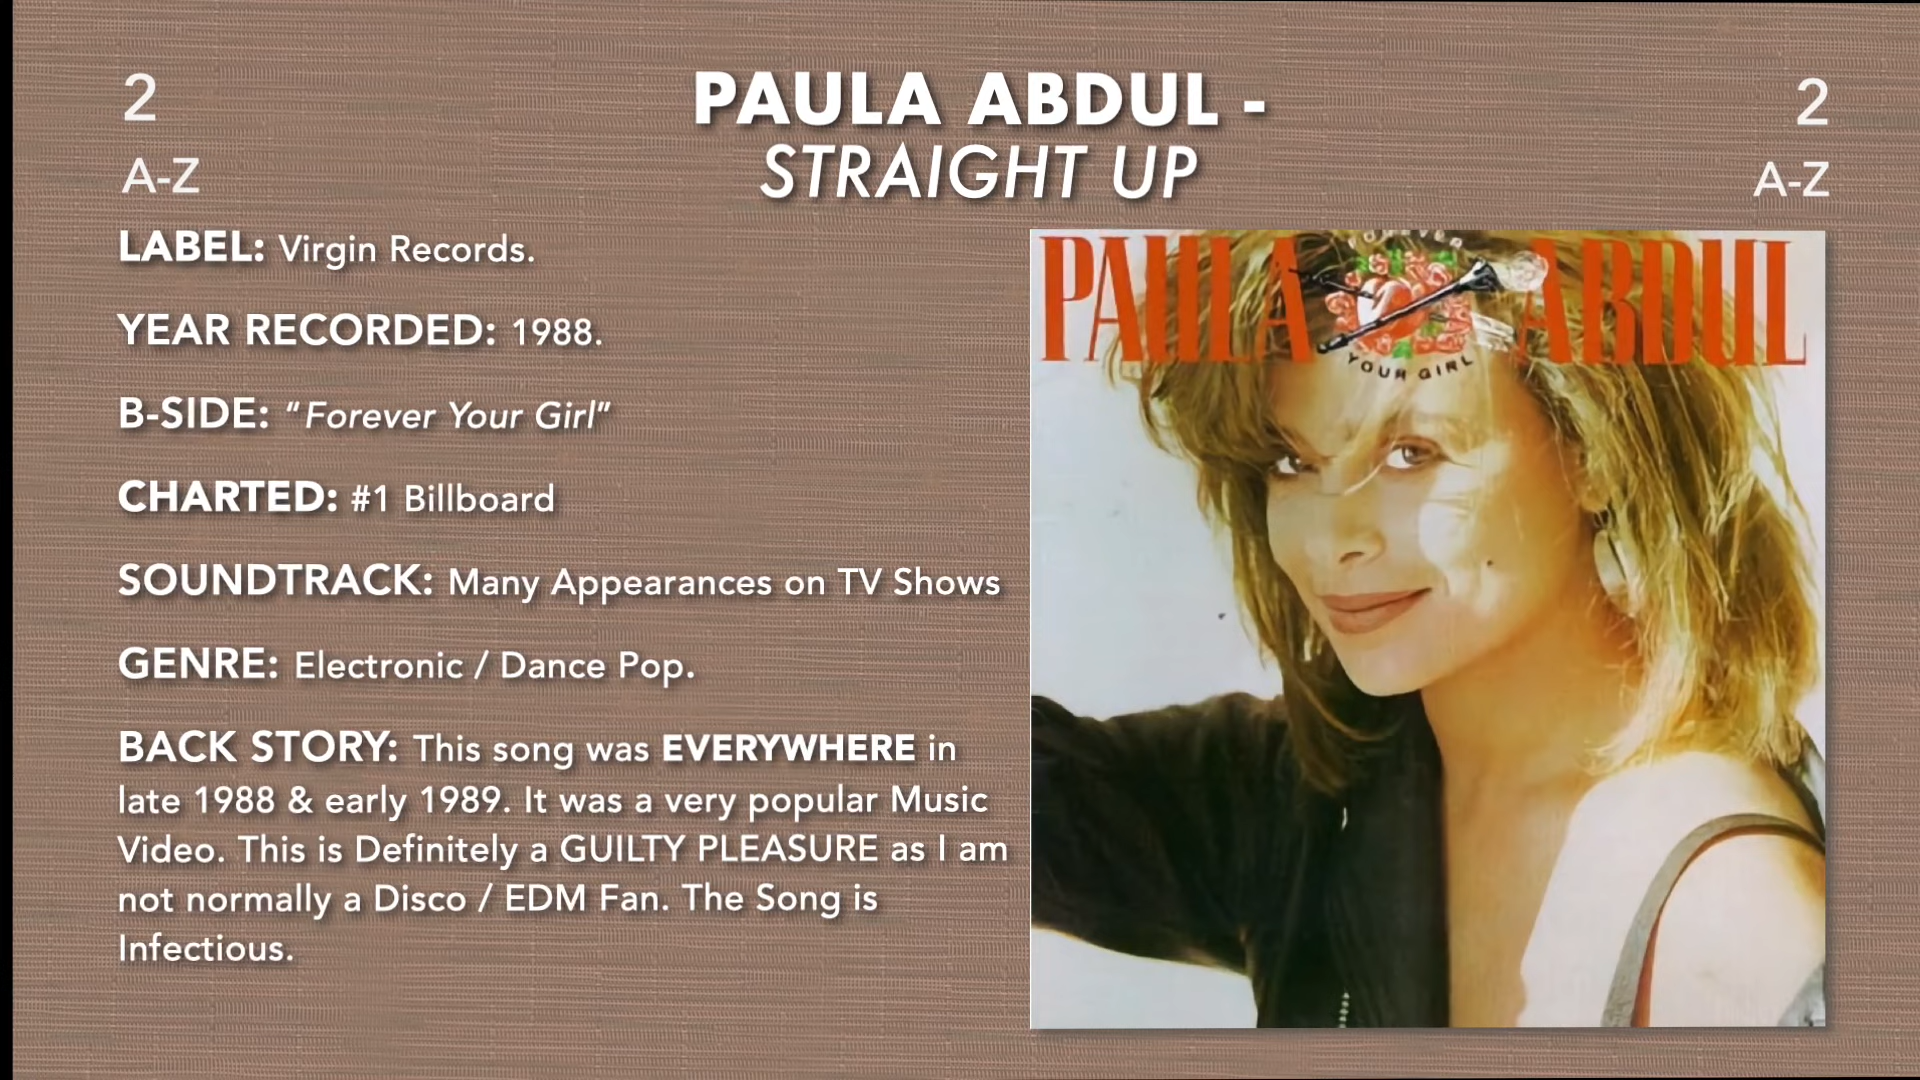 2
PAULA ABDUL -
2
A-Z
STRAIGHT UP
A-Z
LABEL: Virgin Records.
YEAR RECORDED: 1988.
B-SIDE: “Forever Your Girl”
CHARTED: #1 Billboard
SOUNDTRACK: Many Appearances on TV Shows
GENRE: Electronic / Dance Pop.
BACK STORY: This song was EVERYWHERE in
late 1988 & early 1989. It was a very popular Music
Video. This is Definitely a GUILTY PLEASURE as I am
not normally a Disco / EDM Fan. The Song is
Infectious.
FOREVER
PAULA ABDUL
YOUR GIRL